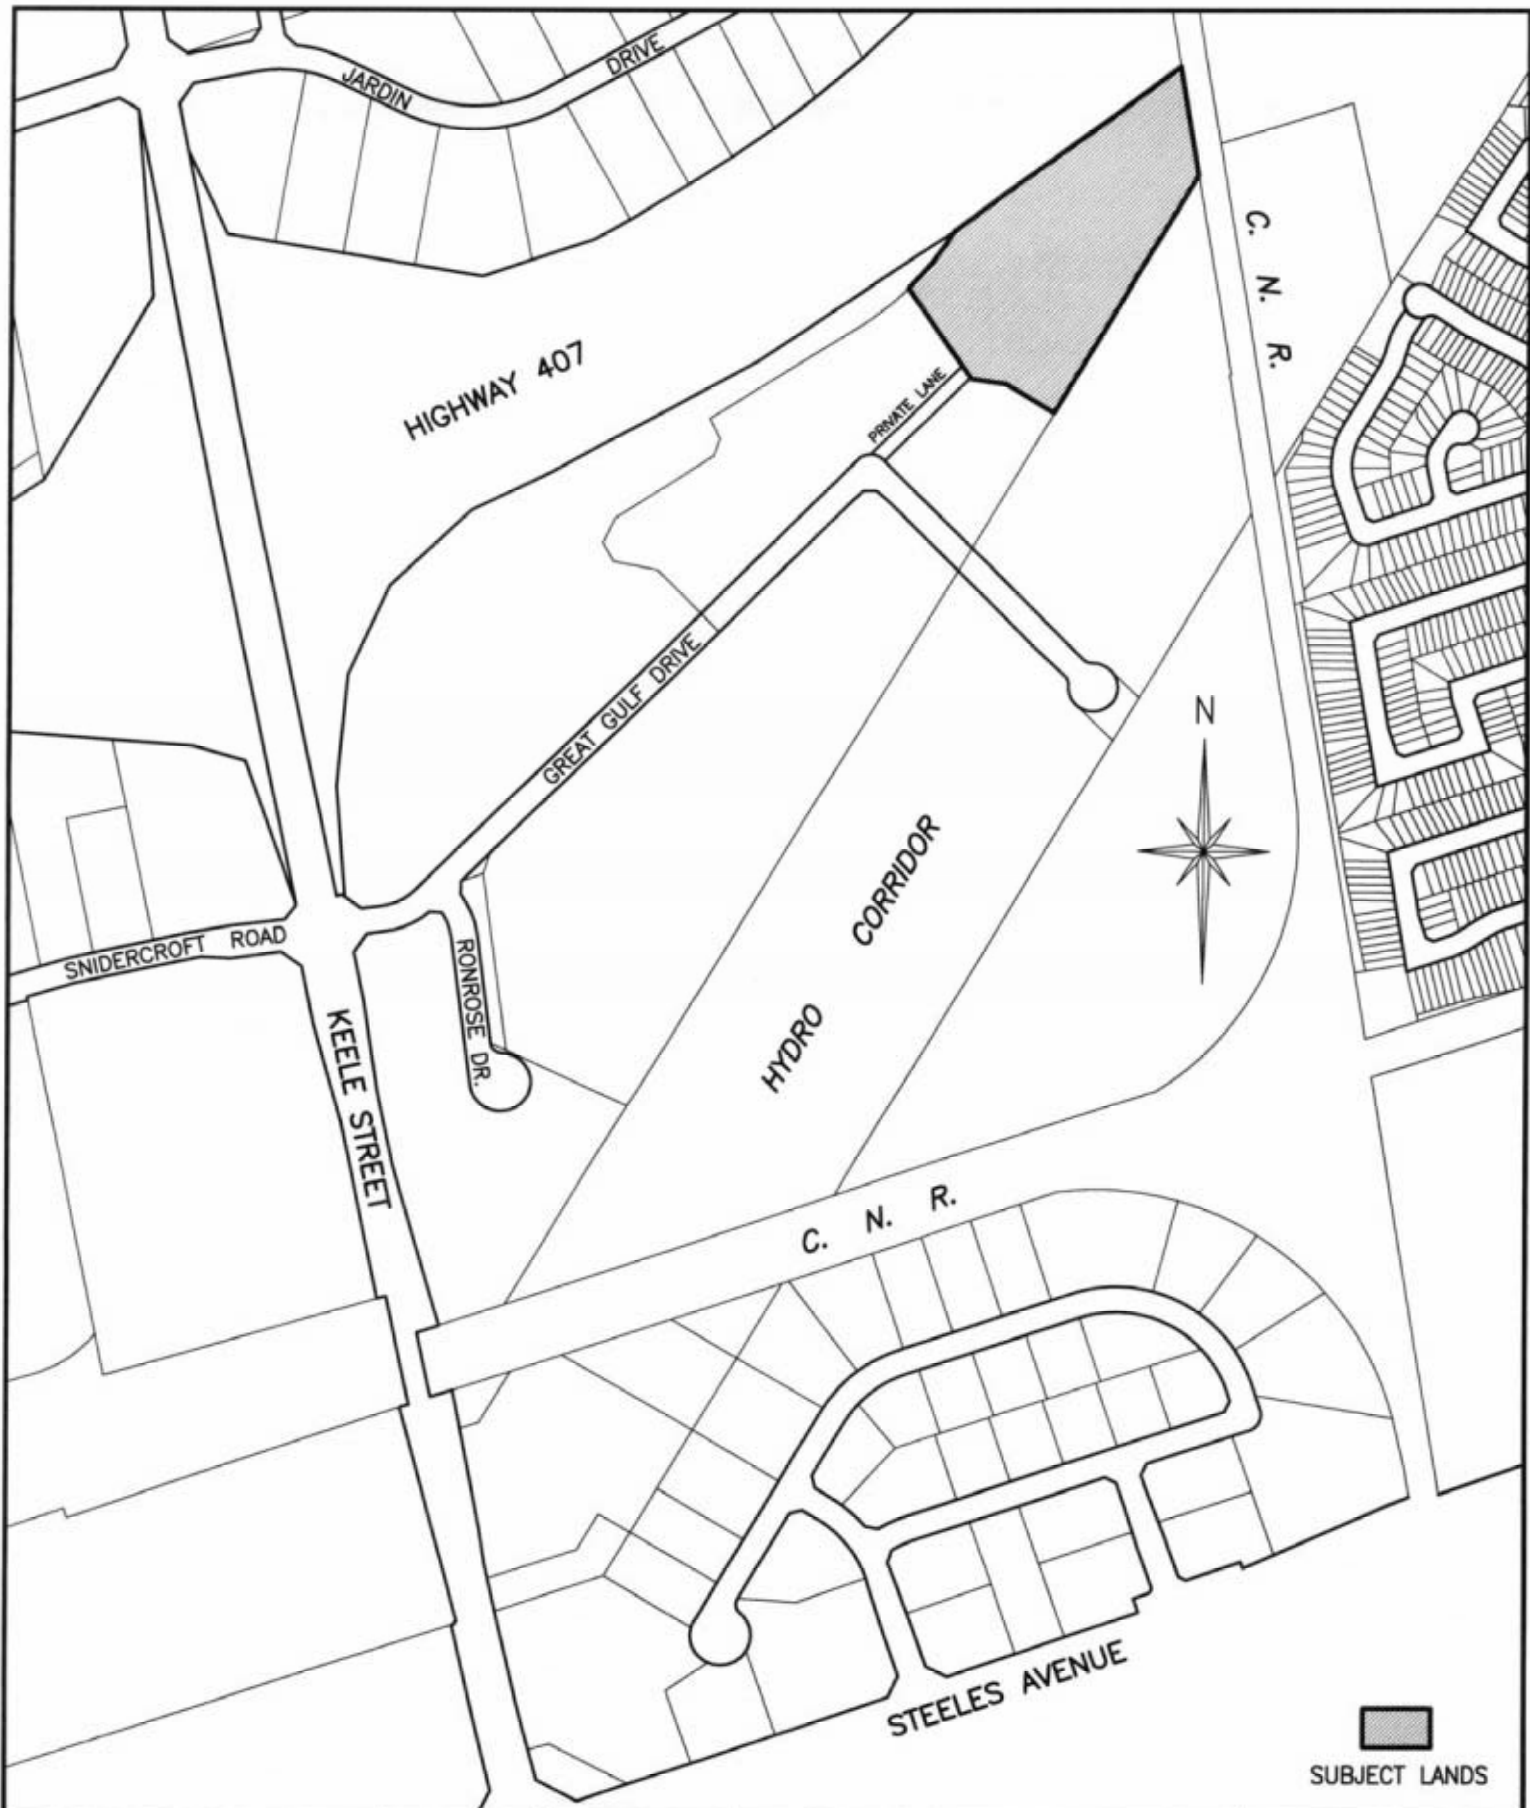 JARDIN DRIVE
C. N. R.
HIGHWAY 407
PRIVATE LANE
GREAT GULF DRIVE
N
HYDRO CORRIDOR
SNIDERCROFT ROAD
RONROSE DR.
KEELE STREET
C. N. R.
STEELES AVENUE
SUBJECT LANDS